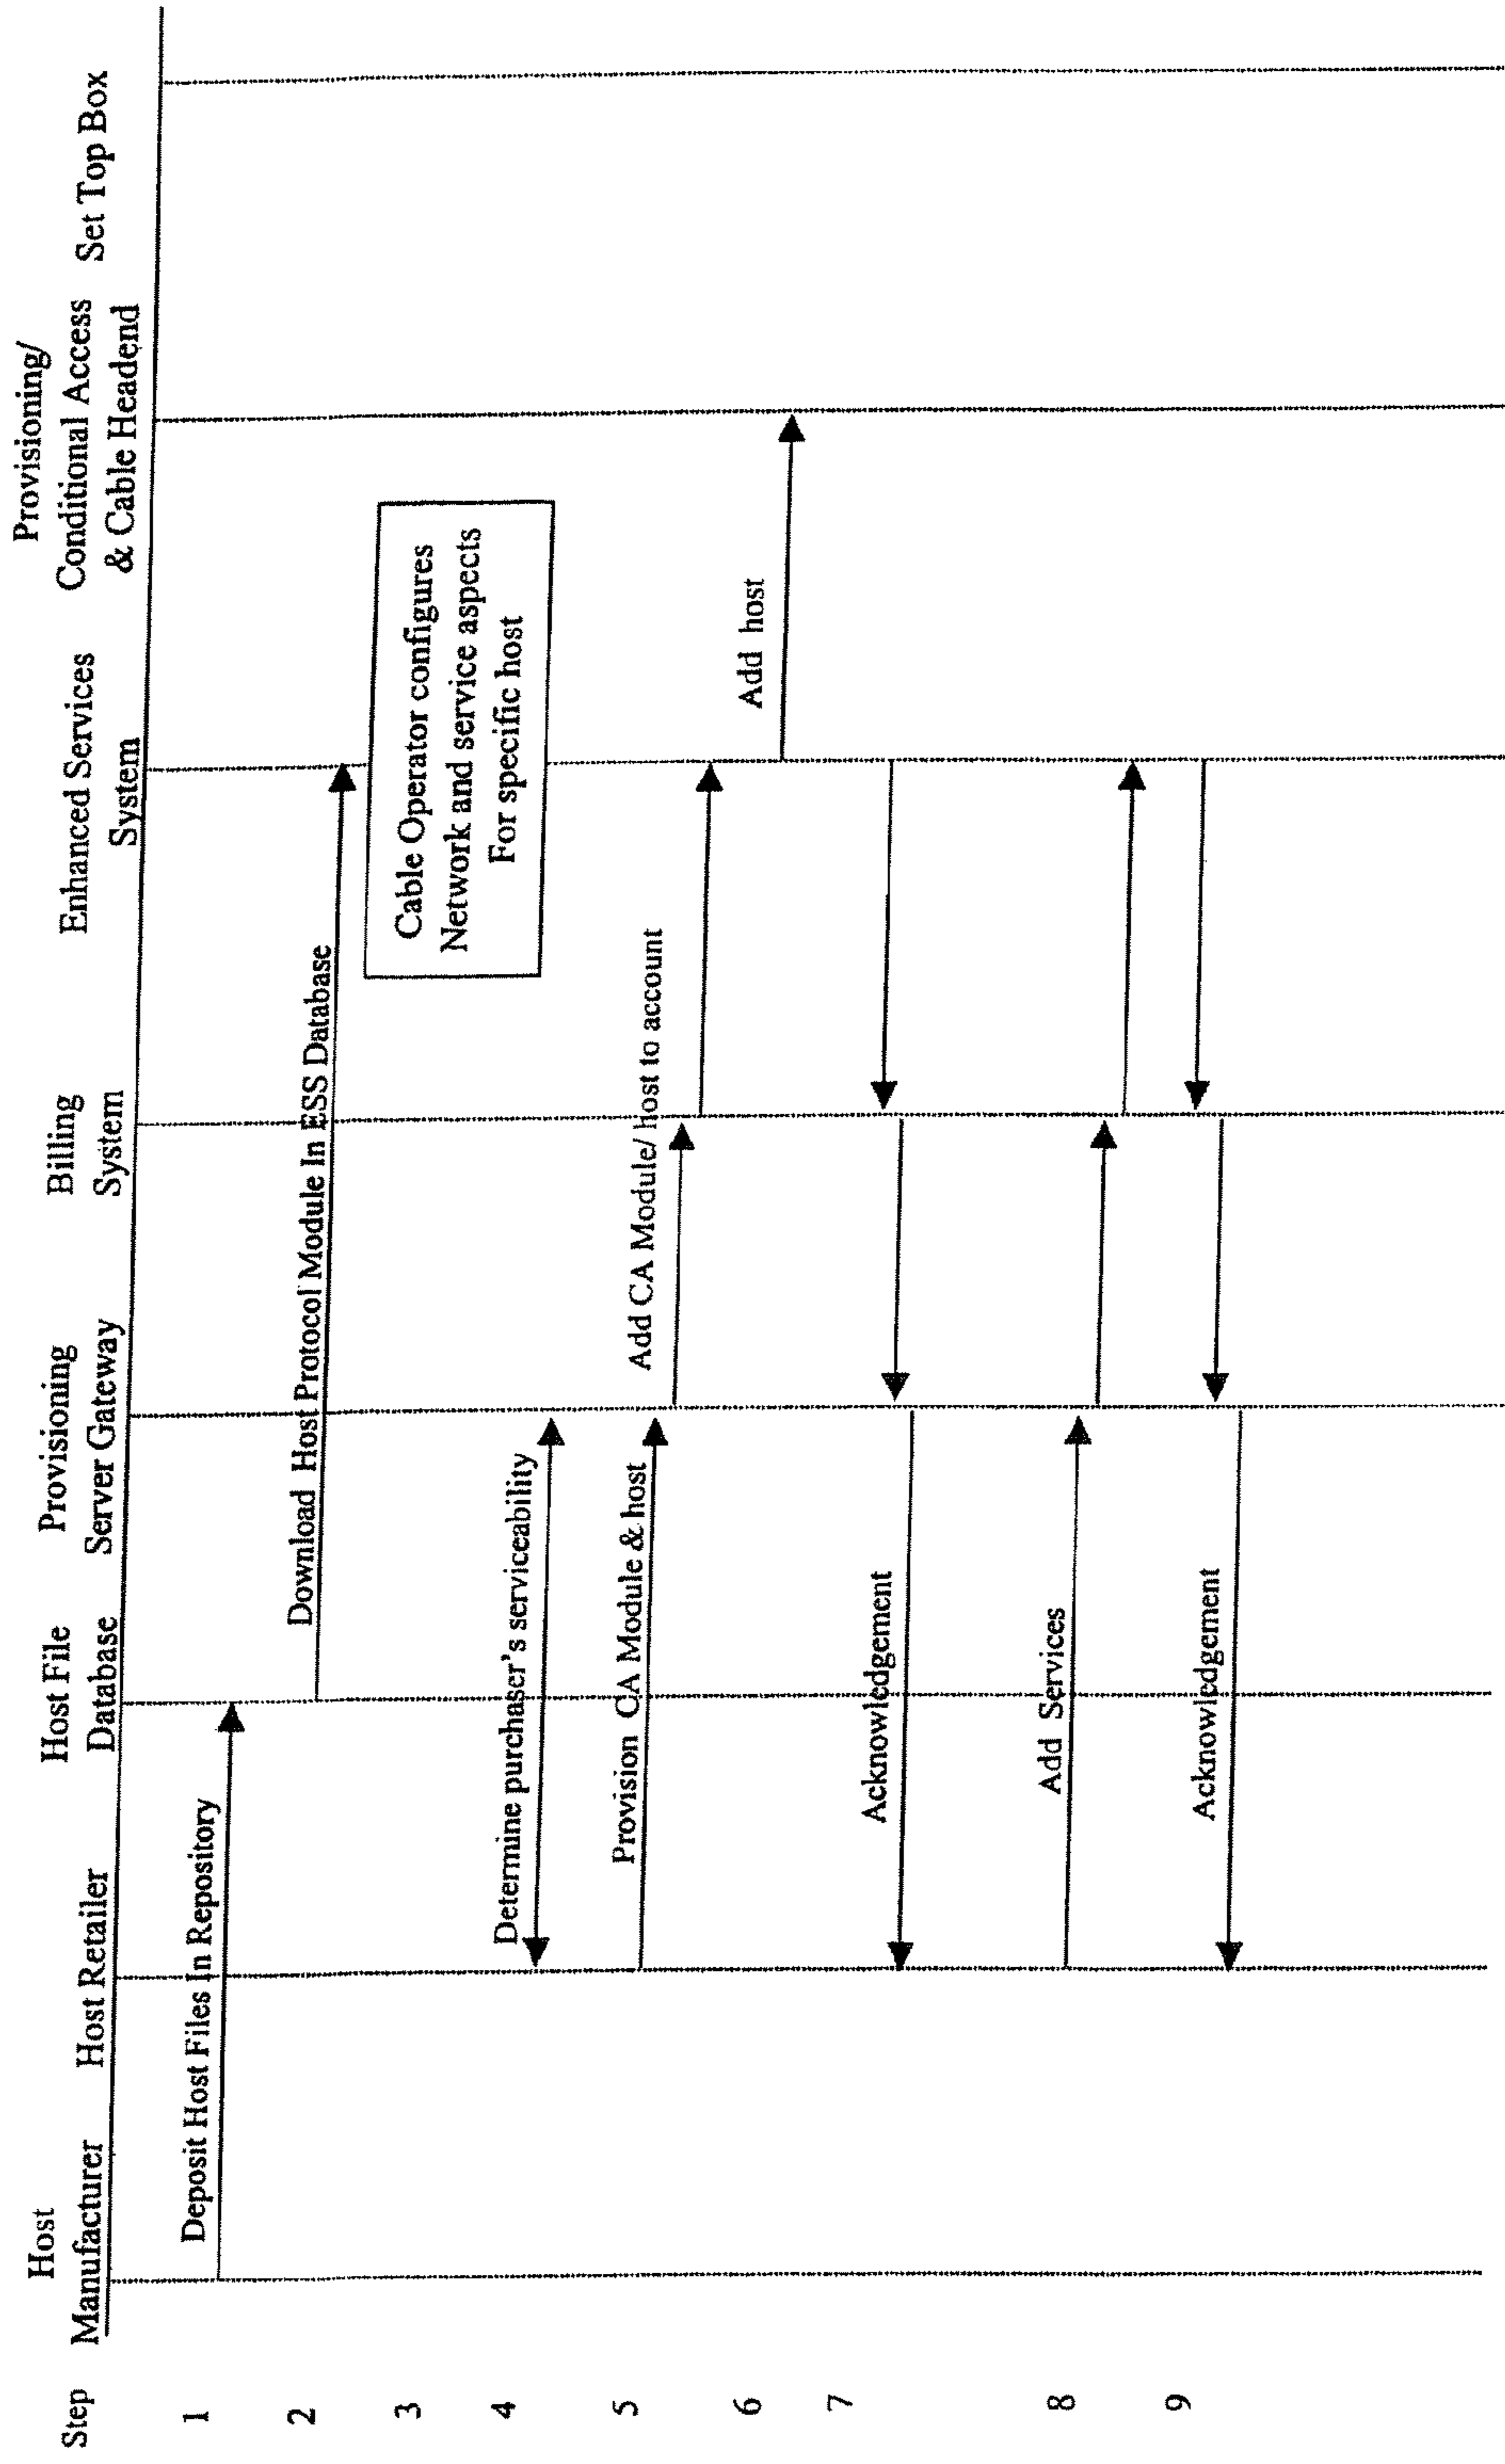 Step
Host
Manufacturer
Host Retailer
Host File
Database
Provisioning
Server Gateway
Billing
System
Enhanced Services
System
Provisioning/
Conditional Access
& Cable Headend
Set Top Box
1
Deposit Host Files In Repository
2
Download Host Protocol Module In ESS Database
3
Cable Operator configures
Network and service aspects
For specific host
4
Determine purchaser's serviceability
5
Provision CA Module & host
Add CA Module/ host to account
6
Add host
7
Acknowledgement
8
Add Services
9
Acknowledgement